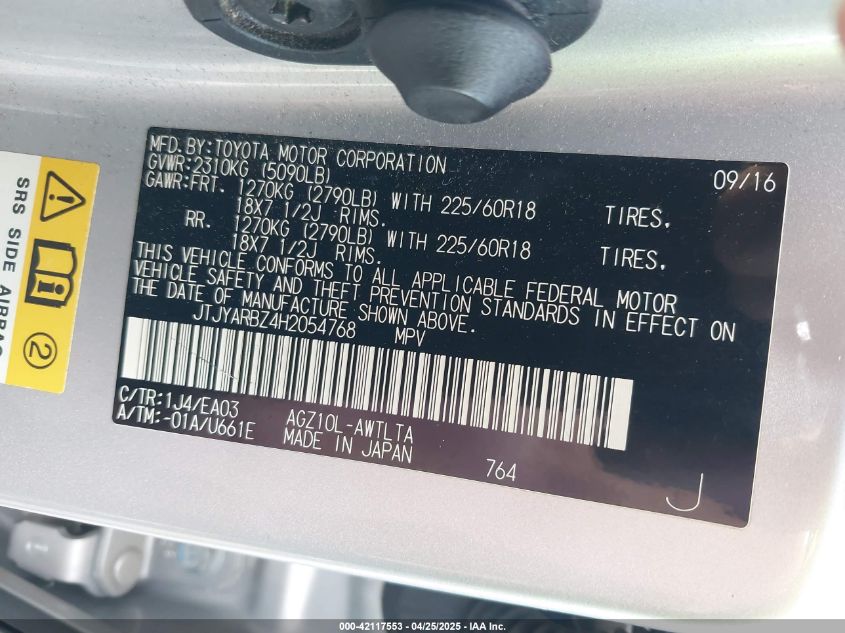 MFD.BY:TOYOTA MOTOR CORPORATION 09/16
GVWR:2310KG (5090LB)
GAWR:FRT. 1270KG (2790LB) WITH 225/60R18 TIRES,
18X7 1/2J RIMS.
RR. 1270KG (2790LB) WITH 225/60R18 TIRES,
18X7 1/2J RIMS.
THIS VEHICLE CONFORMS TO ALL APPLICABLE FEDERAL MOTOR
VEHICLE SAFETY AND THEFT PREVENTION STANDARDS IN EFFECT ON
THE DATE OF MANUFACTURE SHOWN ABOVE.
JTJYARBZ4H2054768 MPV
C/TR:1J4/EA03 AGZ10L-AWTLTA
A/TM:-01A/U661E MADE IN JAPAN
764
J
SRS SIDE AIRBAG
2
000-42117553 - 04/25/2025 - IAA Inc.